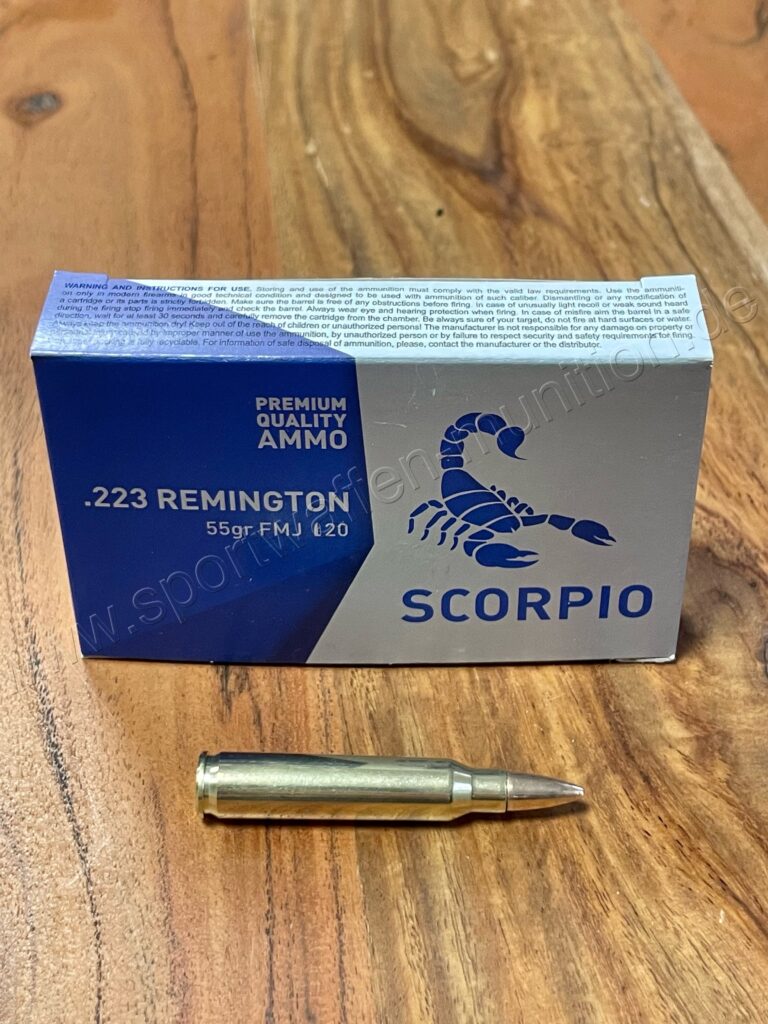 WARNING AND INSTRUCTIONS FOR USE. Storing and use of the ammunition must comply with the valid law requirements. Use the ammuniti-
on only in modern firearms in good technical condition and designed to be used with ammunition of such caliber. Dismantling or any modification of
a cartridge or its parts is strictly forbidden. Make sure the barrel is free of any obstructions before firing. In case of unusually light recoil or weak sound heard
during the firing stop firing immediately and check the barrel. Always wear eye and hearing protection when firing. In case of misfire aim the barrel in a safe
direction, wait for at least 30 seconds and carefully remove the cartridge from the chamber. Be always sure of your target, do not fire at hard surfaces or water.
Always keep the ammunition dry! Keep out of the reach of children or unauthorized persons! The manufacturer is not responsible for any damage on property or
by improper manner of use the ammunition, by unauthorized person or by failure to respect security and safety requirements for firing.
is fully recyclable. For information of safe disposal of ammunition, please, contact the manufacturer or the distributor.
PREMIUM
QUALITY
AMMO
.223 REMINGTON
55gr FMJ
20
SCORPIO
w.sportwaffen-munition.de